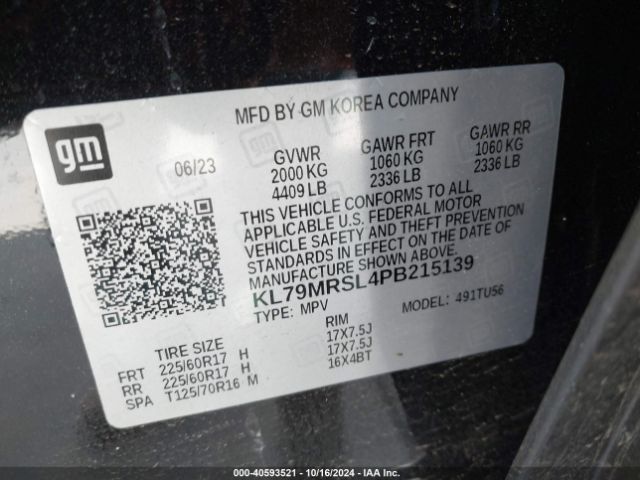 MFD BY GM KOREA COMPANY
gm
06/23
GVWR GAWR FRT GAWR RR
2000 KG 1060 KG 1060 KG
4409 LB 2336 LB 2336 LB
THIS VEHICLE CONFORMS TO ALL
APPLICABLE U.S. FEDERAL MOTOR
VEHICLE SAFETY AND THEFT PREVENTION
STANDARDS IN EFFECT ON THE DATE OF
MANUFACTURE SHOWN ABOVE.
KL79MRSL4PB215139
TYPE: MPV MODEL: 491TU56
TIRE SIZE RIM
FRT 225/60R17 H 17X7.5J
RR 225/60R17 H 17X7.5J
SPA T125/70R16 M 16X4BT
000-40593521 | 10/16/2024 | IAA Inc.